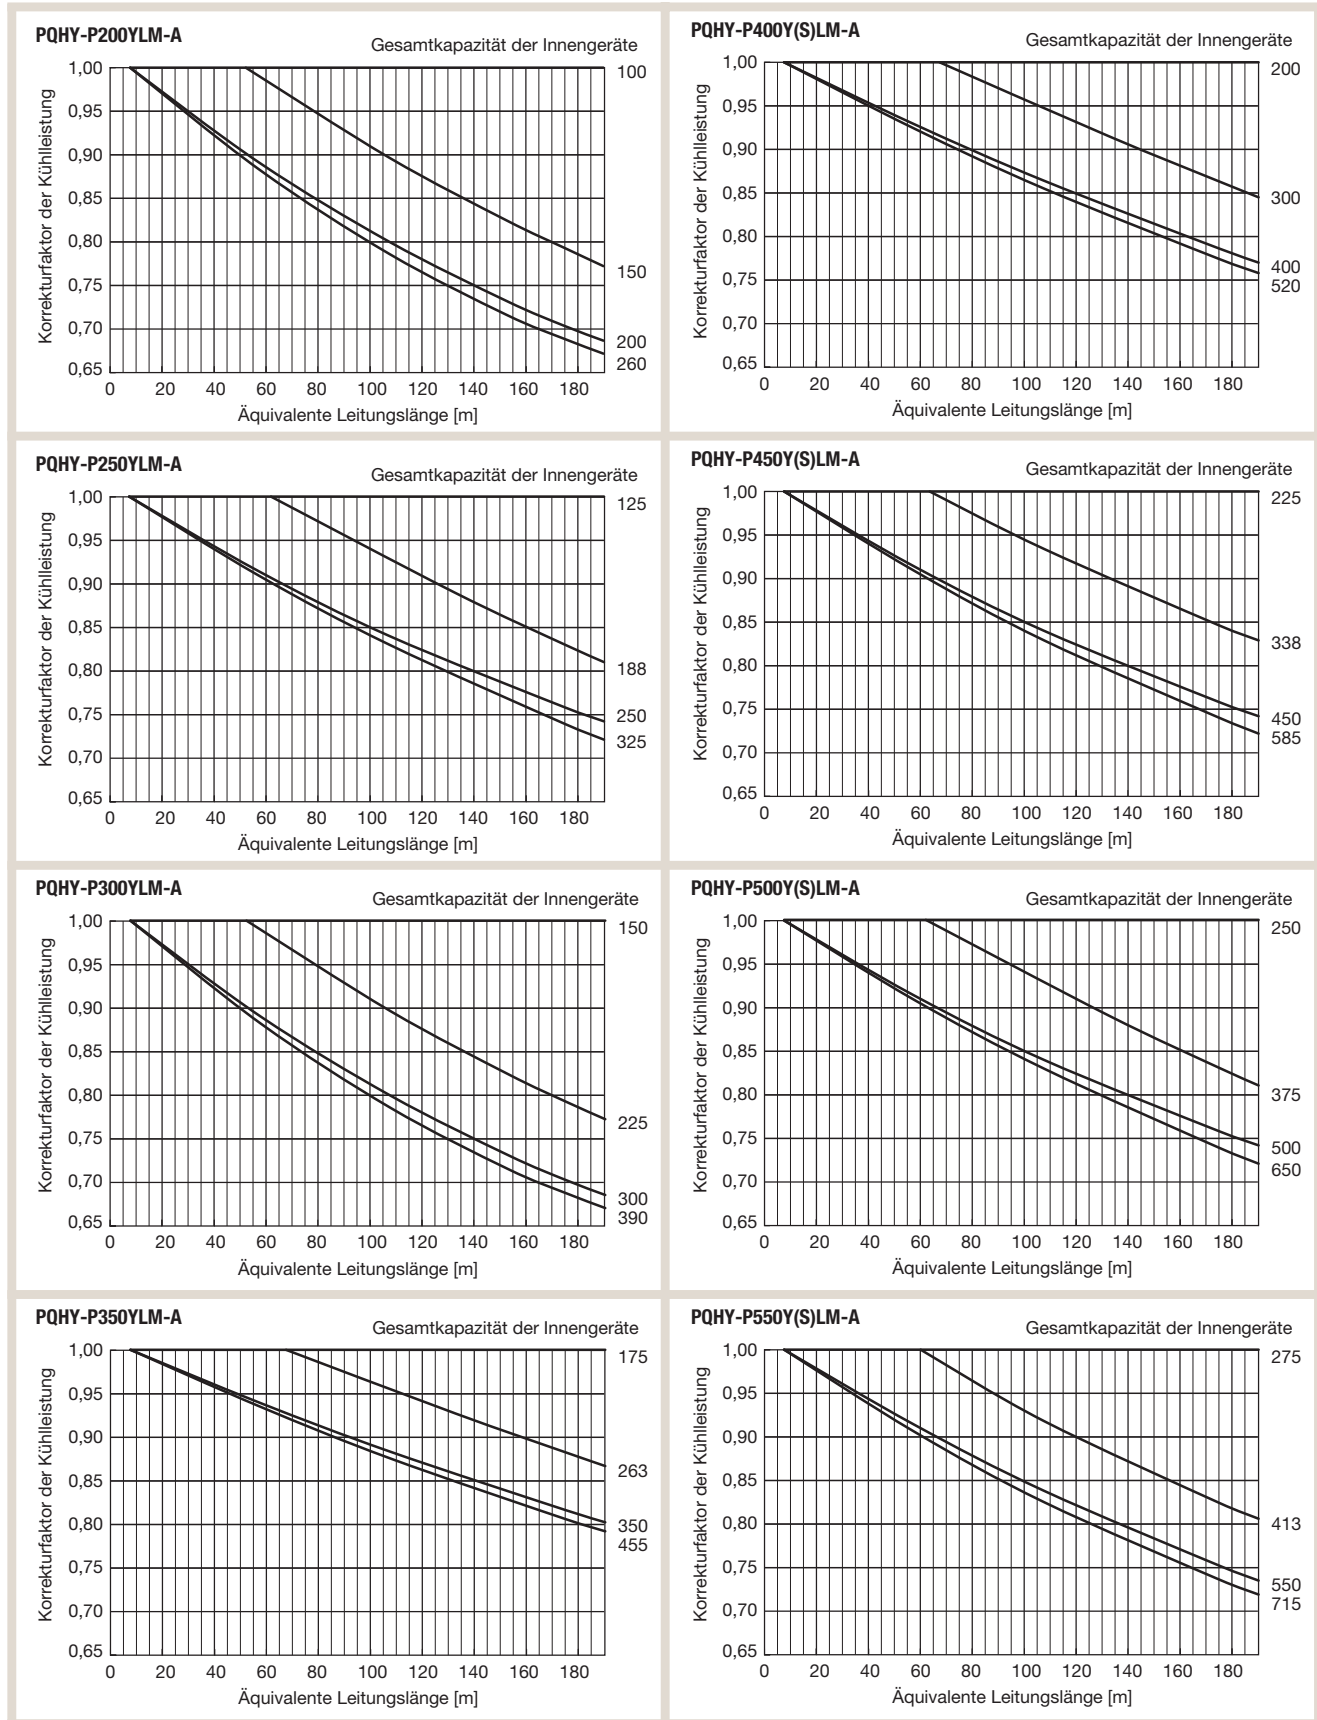 PQHY-P200YLM-A
Gesamtkapazität der Innengeräte
Korrekturfaktor der Kühlleistung
1,00
0,95
0,90
0,85
0,80
0,75
0,70
0,65
100
150
200
260
0 20 40 60 80 100 120 140 160 180
Äquivalente Leitungslänge [m]
PQHY-P400Y(S)LM-A
Gesamtkapazität der Innengeräte
Korrekturfaktor der Kühlleistung
1,00
0,95
0,90
0,85
0,80
0,75
0,70
0,65
200
300
400
520
0 20 40 60 80 100 120 140 160 180
Äquivalente Leitungslänge [m]
PQHY-P250YLM-A
Gesamtkapazität der Innengeräte
Korrekturfaktor der Kühlleistung
1,00
0,95
0,90
0,85
0,80
0,75
0,70
0,65
125
188
250
325
0 20 40 60 80 100 120 140 160 180
Äquivalente Leitungslänge [m]
PQHY-P450Y(S)LM-A
Gesamtkapazität der Innengeräte
Korrekturfaktor der Kühlleistung
1,00
0,95
0,90
0,85
0,80
0,75
0,70
0,65
225
338
450
585
0 20 40 60 80 100 120 140 160 180
Äquivalente Leitungslänge [m]
PQHY-P300YLM-A
Gesamtkapazität der Innengeräte
Korrekturfaktor der Kühlleistung
1,00
0,95
0,90
0,85
0,80
0,75
0,70
0,65
150
225
300
390
0 20 40 60 80 100 120 140 160 180
Äquivalente Leitungslänge [m]
PQHY-P500Y(S)LM-A
Gesamtkapazität der Innengeräte
Korrekturfaktor der Kühlleistung
1,00
0,95
0,90
0,85
0,80
0,75
0,70
0,65
250
375
500
650
0 20 40 60 80 100 120 140 160 180
Äquivalente Leitungslänge [m]
PQHY-P350YLM-A
Gesamtkapazität der Innengeräte
Korrekturfaktor der Kühlleistung
1,00
0,95
0,90
0,85
0,80
0,75
0,70
0,65
175
263
350
455
0 20 40 60 80 100 120 140 160 180
Äquivalente Leitungslänge [m]
PQHY-P550Y(S)LM-A
Gesamtkapazität der Innengeräte
Korrekturfaktor der Kühlleistung
1,00
0,95
0,90
0,85
0,80
0,75
0,70
0,65
275
413
550
715
0 20 40 60 80 100 120 140 160 180
Äquivalente Leitungslänge [m]